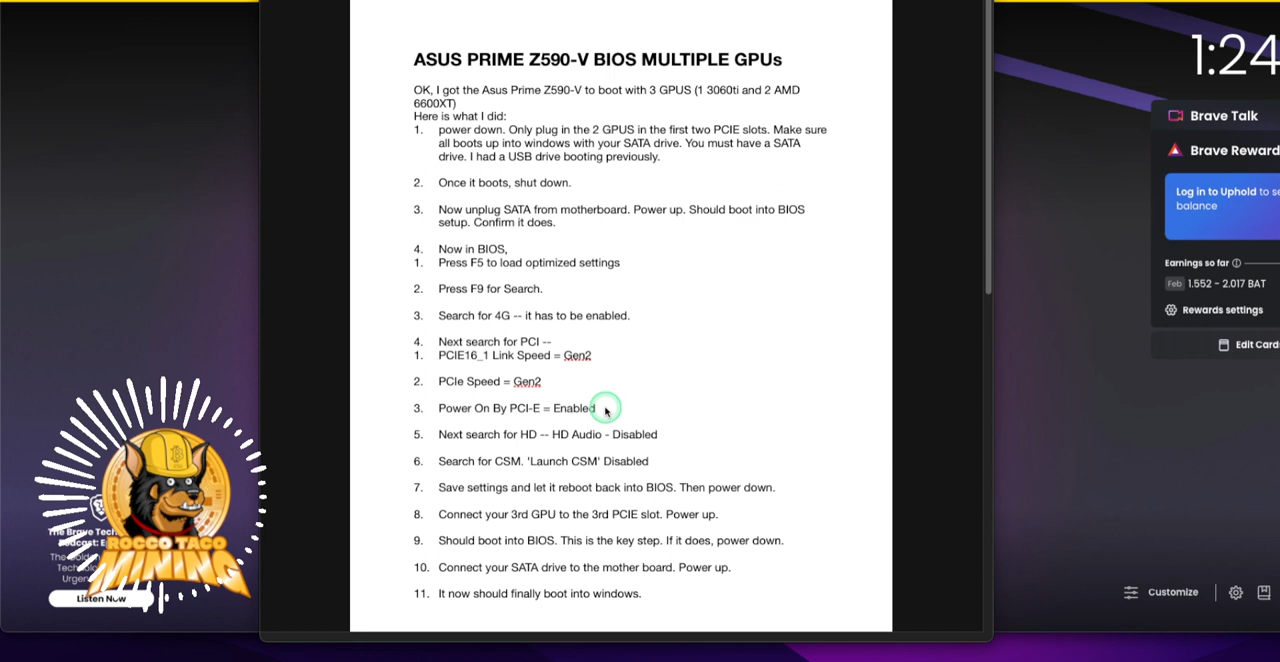 ASUS PRIME Z590-V BIOS MULTIPLE GPUs
OK, I got the Asus Prime Z590-V to boot with 3 GPUS (1 3060ti and 2 AMD
6600XT)
Here is what I did:
1. power down. Only plug in the 2 GPUS in the first two PCIE slots. Make sure
all boots up into windows with your SATA drive. You must have a SATA
drive. I had a USB drive booting previously.
2. Once it boots, shut down.
3. Now unplug SATA from motherboard. Power up. Should boot into BIOS
setup. Confirm it does.
4. Now in BIOS,
1. Press F5 to load optimized settings
2. Press F9 for Search.
3. Search for 4G -- it has to be enabled.
4. Next search for PCI --
1. PCIE16_1 Link Speed = Gen2
2. PCIe Speed = Gen2
3. Power On By PCI-E = Enabled
5. Next search for HD -- HD Audio - Disabled
6. Search for CSM. 'Launch CSM' Disabled
7. Save settings and let it reboot back into BIOS. Then power down.
8. Connect your 3rd GPU to the 3rd PCIE slot. Power up.
9. Should boot into BIOS. This is the key step. If it does, power down.
10. Connect your SATA drive to the mother board. Power up.
11. It now should finally boot into windows.
1:24
Brave Talk
Brave Reward
Log in to Uphold to se
balance
Earnings so far
Feb 1.552 - 2.017 BAT
Rewards settings
Edit Card
Customize
The Brave Tech
Podcast: E
The Golden
Techn
Urgen
Listen Now
ROCCO TACO
MINING